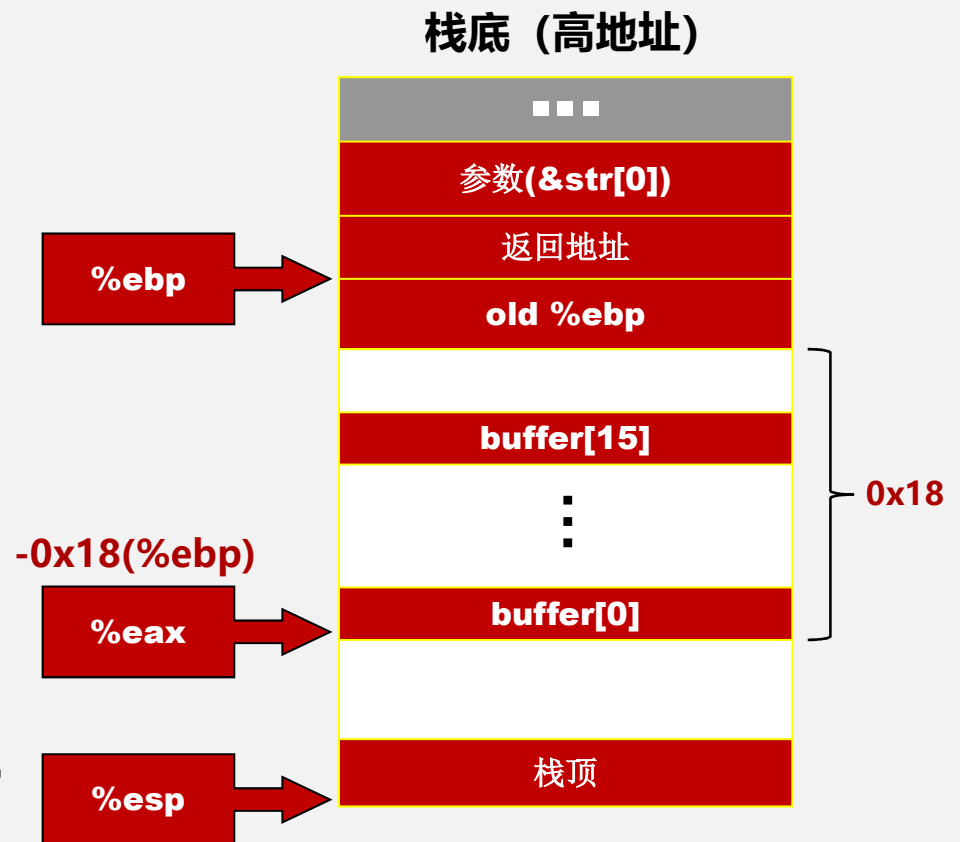 栈底（高地址）
参数(&str[0])
返回地址
%ebp
old %ebp
buffer[15]
0x18
-0x18(%ebp)
buffer[0]
%eax
栈顶
%esp